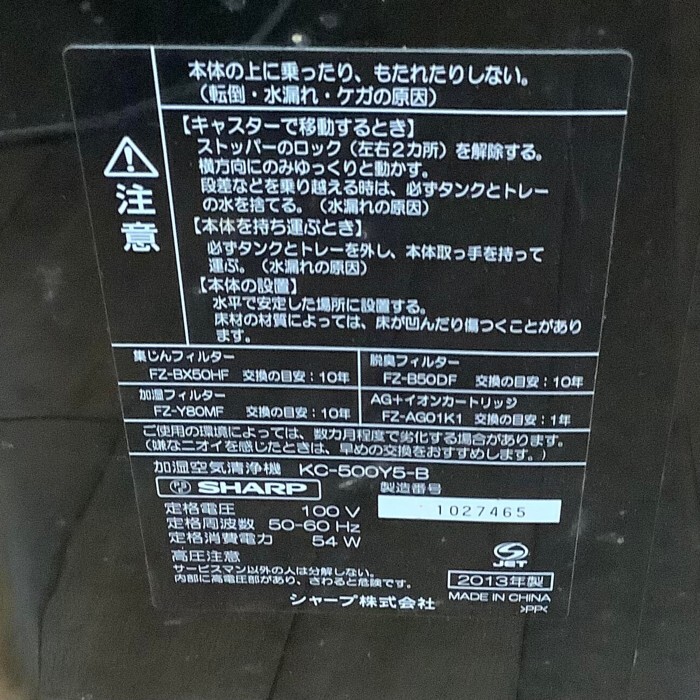 本体の上に乗ったり、もたれたりしない。
(転倒・水漏れ・ケガの原因)
注意
【キャスターで移動するとき】
ストッパーのロック(左右2カ所)を解除する。
横方向にのみゆっくりと動かす。
段差などを乗り越える時は、必ずタンクとトレー
の水を捨てる。(水漏れの原因)
【本体を持ち運ぶとき】
必ずタンクとトレーを外し、本体取っ手を持って
運ぶ。(水漏れの原因)
【本体の設置】
水平で安定した場所に設置する。
床材の材質によっては、床が凹んだり傷つくことがあり
ます。
集じんフィルター
FZ-BX50HF 交換の目安:10年
脱臭フィルター
FZ-B50DF 交換の目安:10年
加湿フィルター
FZ-Y80MF 交換の目安:10年
AG+イオンカートリッジ
FZ-AG01K1 交換の目安:1年
ご使用の環境によっては、数カ月程度で劣化する場合があります。
(嫌なニオイを感じたときは、早めの交換をおすすめします。)
加湿空気清浄機 KC-500Y5-B
PS E SHARP
製造番号
1027465
定格電圧 100 V
定格周波数 50-60 Hz
定格消費電力 54 W
高圧注意
サービスマン以外の人は分解しない。
内部に高電圧部があり、さわると危険です。
シャープ株式会社
JET
2013年製
MADE IN CHINA
>PP<